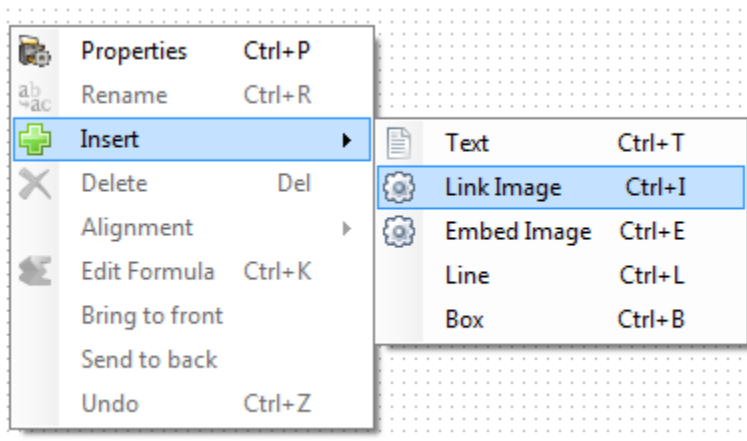 Properties Ctrl+P
Rename Ctrl+R
Insert
Delete Del
Alignment
Edit Formula Ctrl+K
Bring to front
Send to back
Undo Ctrl+Z
Text Ctrl+T
Link Image Ctrl+I
Embed Image Ctrl+E
Line Ctrl+L
Box Ctrl+B